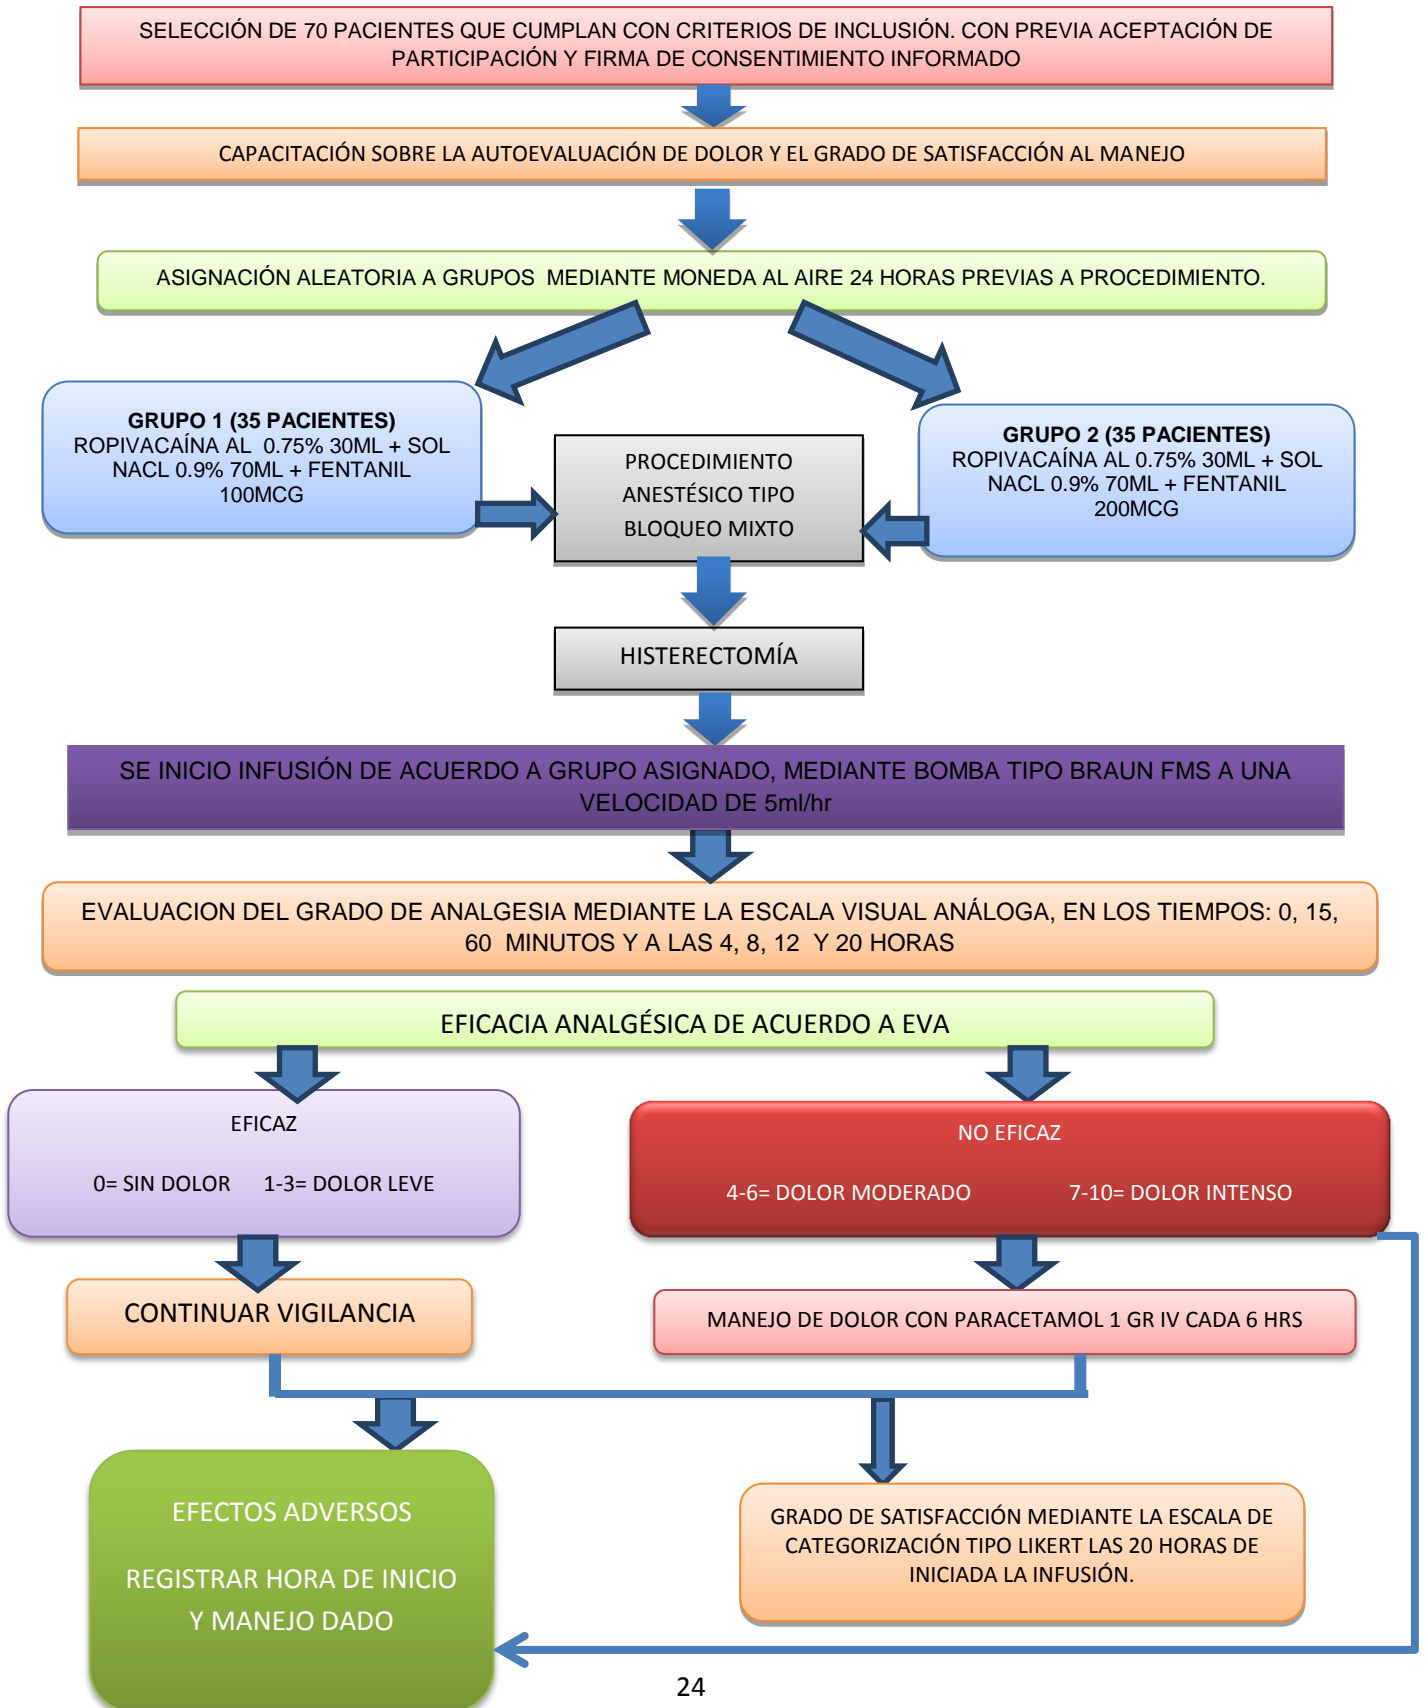 SELECCIÓN DE 70 PACIENTES QUE CUMPLAN CON CRITERIOS DE INCLUSIÓN. CON PREVIA ACEPTACIÓN DE
PARTICIPACIÓN Y FIRMA DE CONSENTIMIENTO INFORMADO
CAPACITACIÓN SOBRE LA AUTOEVALUACIÓN DE DOLOR Y EL GRADO DE SATISFACCIÓN AL MANEJO
ASIGNACIÓN ALEATORIA A GRUPOS MEDIANTE MONEDA AL AIRE 24 HORAS PREVIAS A PROCEDIMIENTO.
GRUPO 1 (35 PACIENTES)
ROPIVACAÍNA AL 0.75% 30ML + SOL
NACL 0.9% 70ML + FENTANIL
100MCG
PROCEDIMIENTO
ANESTÉSICO TIPO
BLOQUEO MIXTO
GRUPO 2 (35 PACIENTES)
ROPIVACAÍNA AL 0.75% 30ML + SOL
NACL 0.9% 70ML + FENTANIL
200MCG
HISTERECTOMÍA
SE INICIO INFUSIÓN DE ACUERDO A GRUPO ASIGNADO, MEDIANTE BOMBA TIPO BRAUN FMS A UNA
VELOCIDAD DE 5ml/hr
EVALUACION DEL GRADO DE ANALGESIA MEDIANTE LA ESCALA VISUAL ANÁLOGA, EN LOS TIEMPOS: 0, 15,
60 MINUTOS Y A LAS 4, 8, 12 Y 20 HORAS
EFICACIA ANALGÉSICA DE ACUERDO A EVA
EFICAZ
0= SIN DOLOR 1-3= DOLOR LEVE
NO EFICAZ
4-6= DOLOR MODERADO 7-10= DOLOR INTENSO
CONTINUAR VIGILANCIA
MANEJO DE DOLOR CON PARACETAMOL 1 GR IV CADA 6 HRS
EFECTOS ADVERSOS
REGISTRAR HORA DE INICIO
Y MANEJO DADO
GRADO DE SATISFACCIÓN MEDIANTE LA ESCALA DE
CATEGORIZACIÓN TIPO LIKERT LAS 20 HORAS DE
INICIADA LA INFUSIÓN.
24